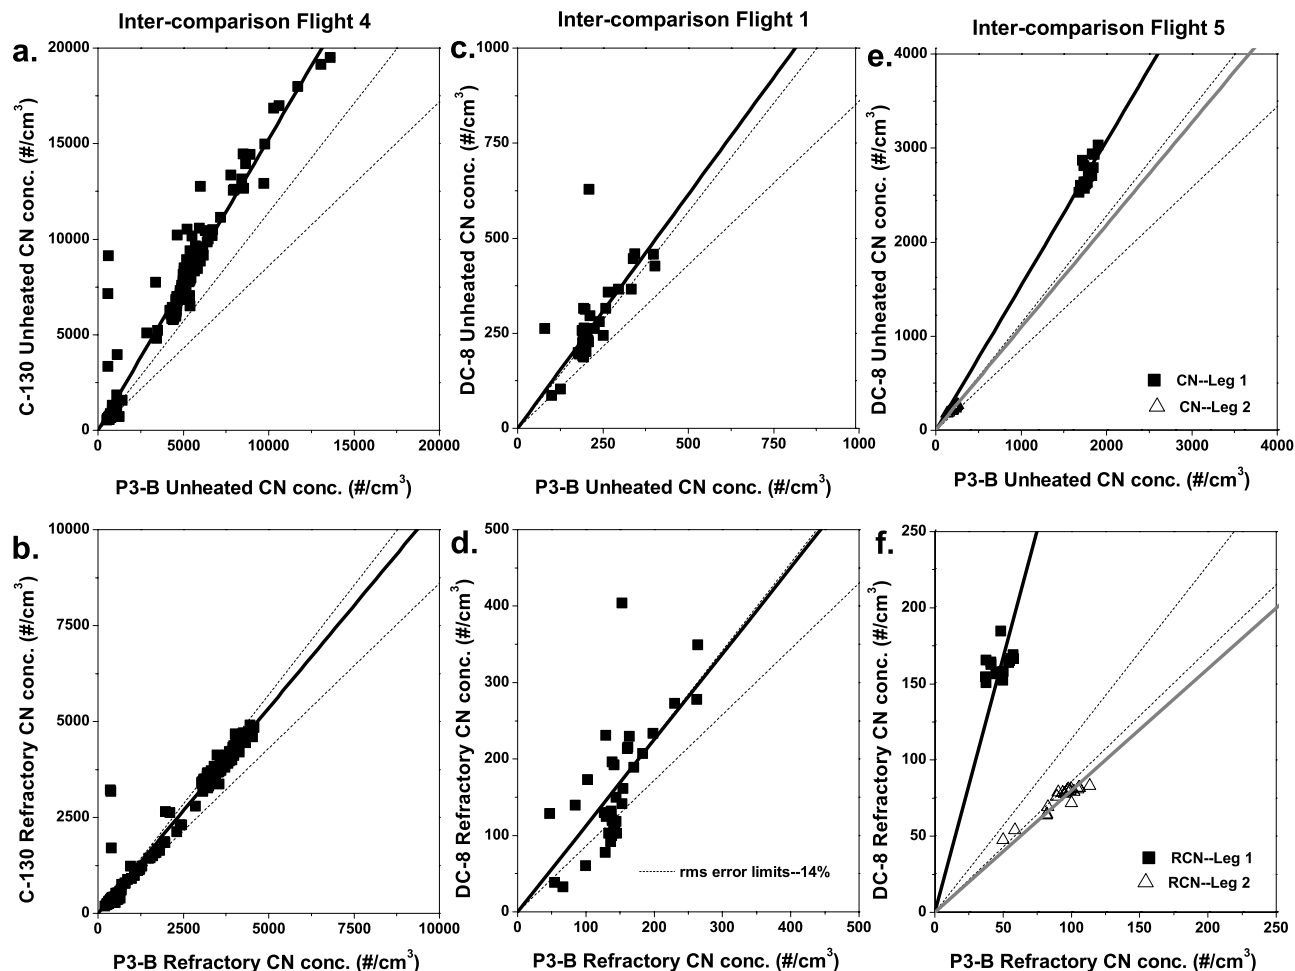 Inter-comparison Flight 4
a.
20000
15000
10000
5000
0
0
5000
10000
15000
20000
C-130 Unheated CN conc. (#/cm³)
P3-B Unheated CN conc. (#/cm³)
Inter-comparison Flight 1
c.
1000
750
500
250
0
0
250
500
750
1000
DC-8 Unheated CN conc. (#/cm³)
P3-B Unheated CN conc. (#/cm³)
Inter-comparison Flight 5
e.
4000
3000
2000
1000
0
0
1000
2000
3000
4000
DC-8 Unheated CN conc. (#/cm³)
CN--Leg 1
CN--Leg 2
P3-B Unheated CN conc. (#/cm³)
b.
10000
7500
5000
2500
0
0
2500
5000
7500
10000
C-130 Refractory CN conc. (#/cm³)
P3-B Refractory CN conc. (#/cm³)
d.
500
400
300
200
100
0
0
100
200
300
400
500
DC-8 Refractory CN conc. (#/cm³)
rms error limits--14%
P3-B Refractory CN conc. (#/cm³)
f.
250
200
150
100
50
0
0
50
100
150
200
250
DC-8 Refractory CN conc. (#/cm³)
RCN--Leg 1
RCN--Leg 2
P3-B Refractory CN conc. (#/cm³)